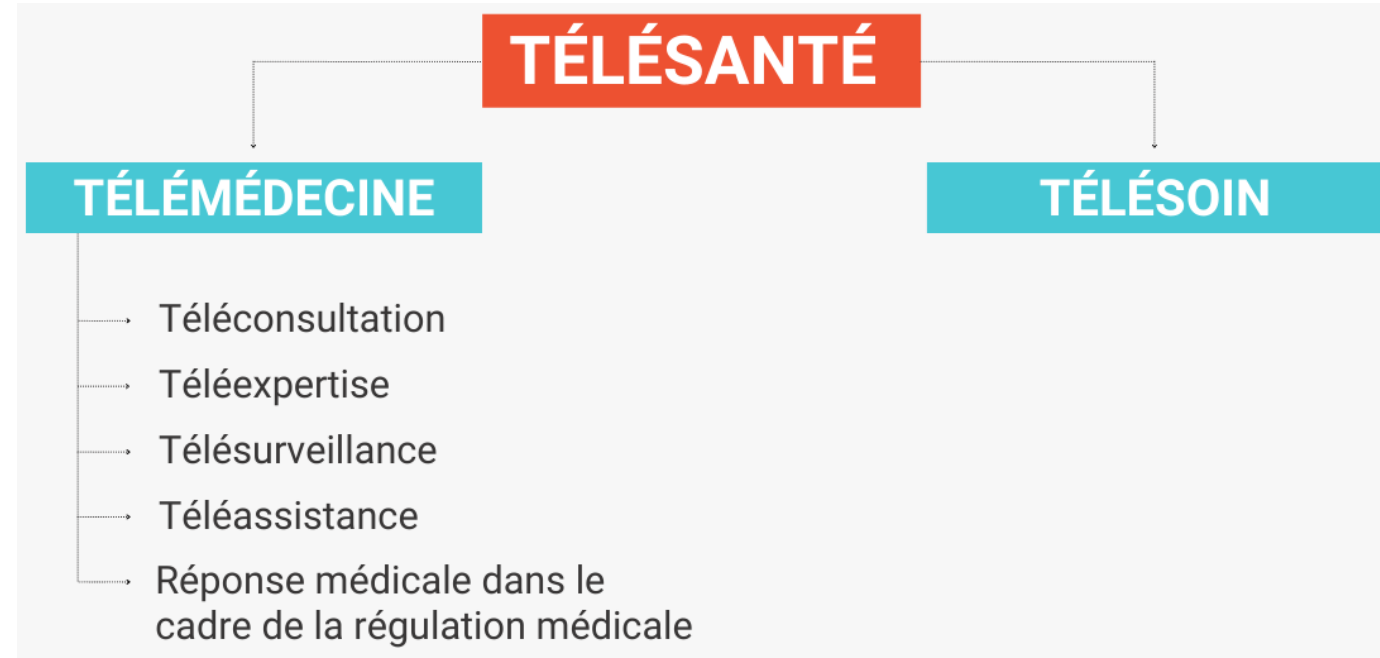 TÉLÉSANTÉ
TÉLÉMÉDECINE
TÉLÉSOIN
Téléconsultation
Téléexpertise
Télésurveillance
Téléassistance
Réponse médicale dans le
cadre de la régulation médicale